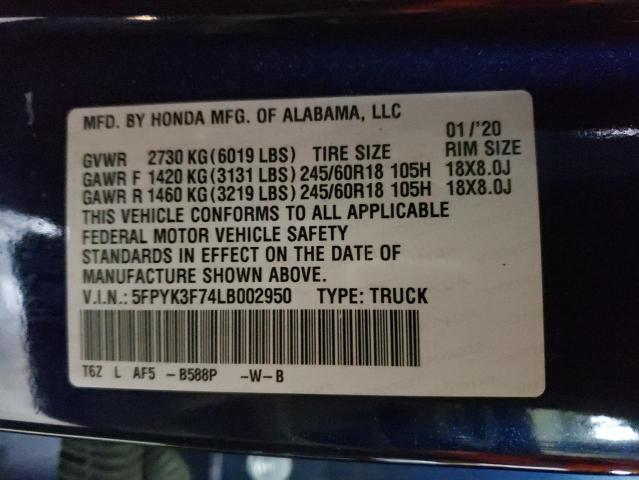 MFD. BY HONDA MFG. OF ALABAMA, LLC
01/'20
GVWR 2730 KG(6019 LBS) TIRE SIZE RIM SIZE
GAWR F 1420 KG(3131 LBS) 245/60R18 105H 18X8.0J
GAWR R 1460 KG(3219 LBS) 245/60R18 105H 18X8.0J
THIS VEHICLE CONFORMS TO ALL APPLICABLE
FEDERAL MOTOR VEHICLE SAFETY
STANDARDS IN EFFECT ON THE DATE OF
MANUFACTURE SHOWN ABOVE.
V.I.N.: 5FPYK3F74LB002950 TYPE: TRUCK
T6Z L AF5 -B588P -W-B